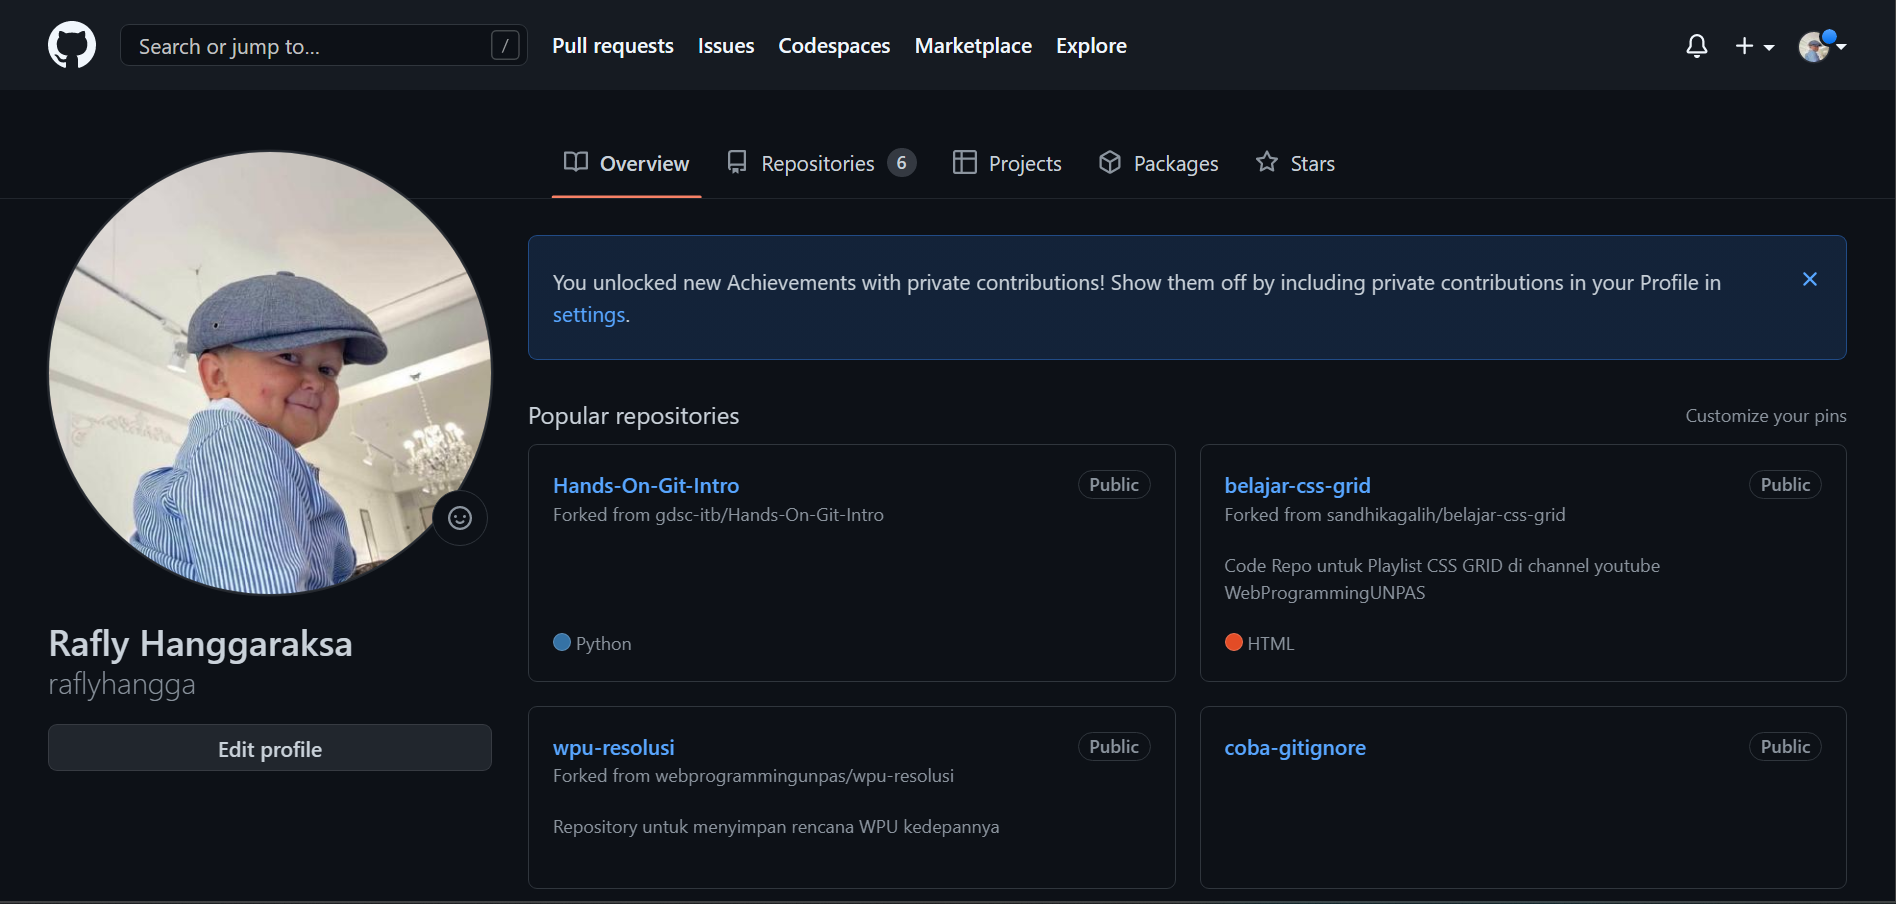 Search or jump to...
/
Pull requests
Issues
Codespaces
Marketplace
Explore
Overview
Repositories 6
Projects
Packages
Stars
You unlocked new Achievements with private contributions! Show them off by including private contributions in your Profile in
settings.
Popular repositories
Customize your pins
Hands-On-Git-Intro
Public
Forked from gdsc-itb/Hands-On-Git-Intro
Python
belajar-css-grid
Public
Forked from sandhikagalih/belajar-css-grid
Code Repo untuk Playlist CSS GRID di channel youtube
WebProgrammingUNPAS
HTML
Rafly Hanggaraksa
raflyhangga
Edit profile
wpu-resolusi
Public
Forked from webprogrammingunpas/wpu-resolusi
Repository untuk menyimpan rencana WPU kedepannya
coba-gitignore
Public